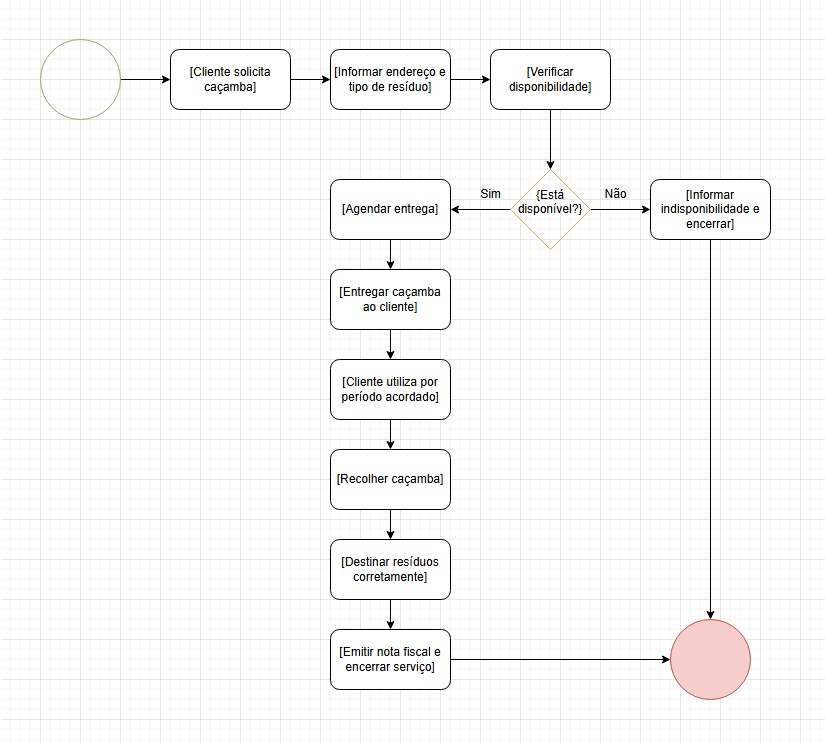 [Cliente solicita
caçamba]
[Informar endereço e
tipo de resíduo]
[Verificar
disponibilidade]
[Agendar entrega]
Sim
{Está
disponível?}
Não
[Informar
indisponibilidade e
encerrar]
[Entregar caçamba
ao cliente]
[Cliente utiliza por
período acordado]
[Recolher caçamba]
[Destinar resíduos
corretamente]
[Emitir nota fiscal e
encerrar serviço]